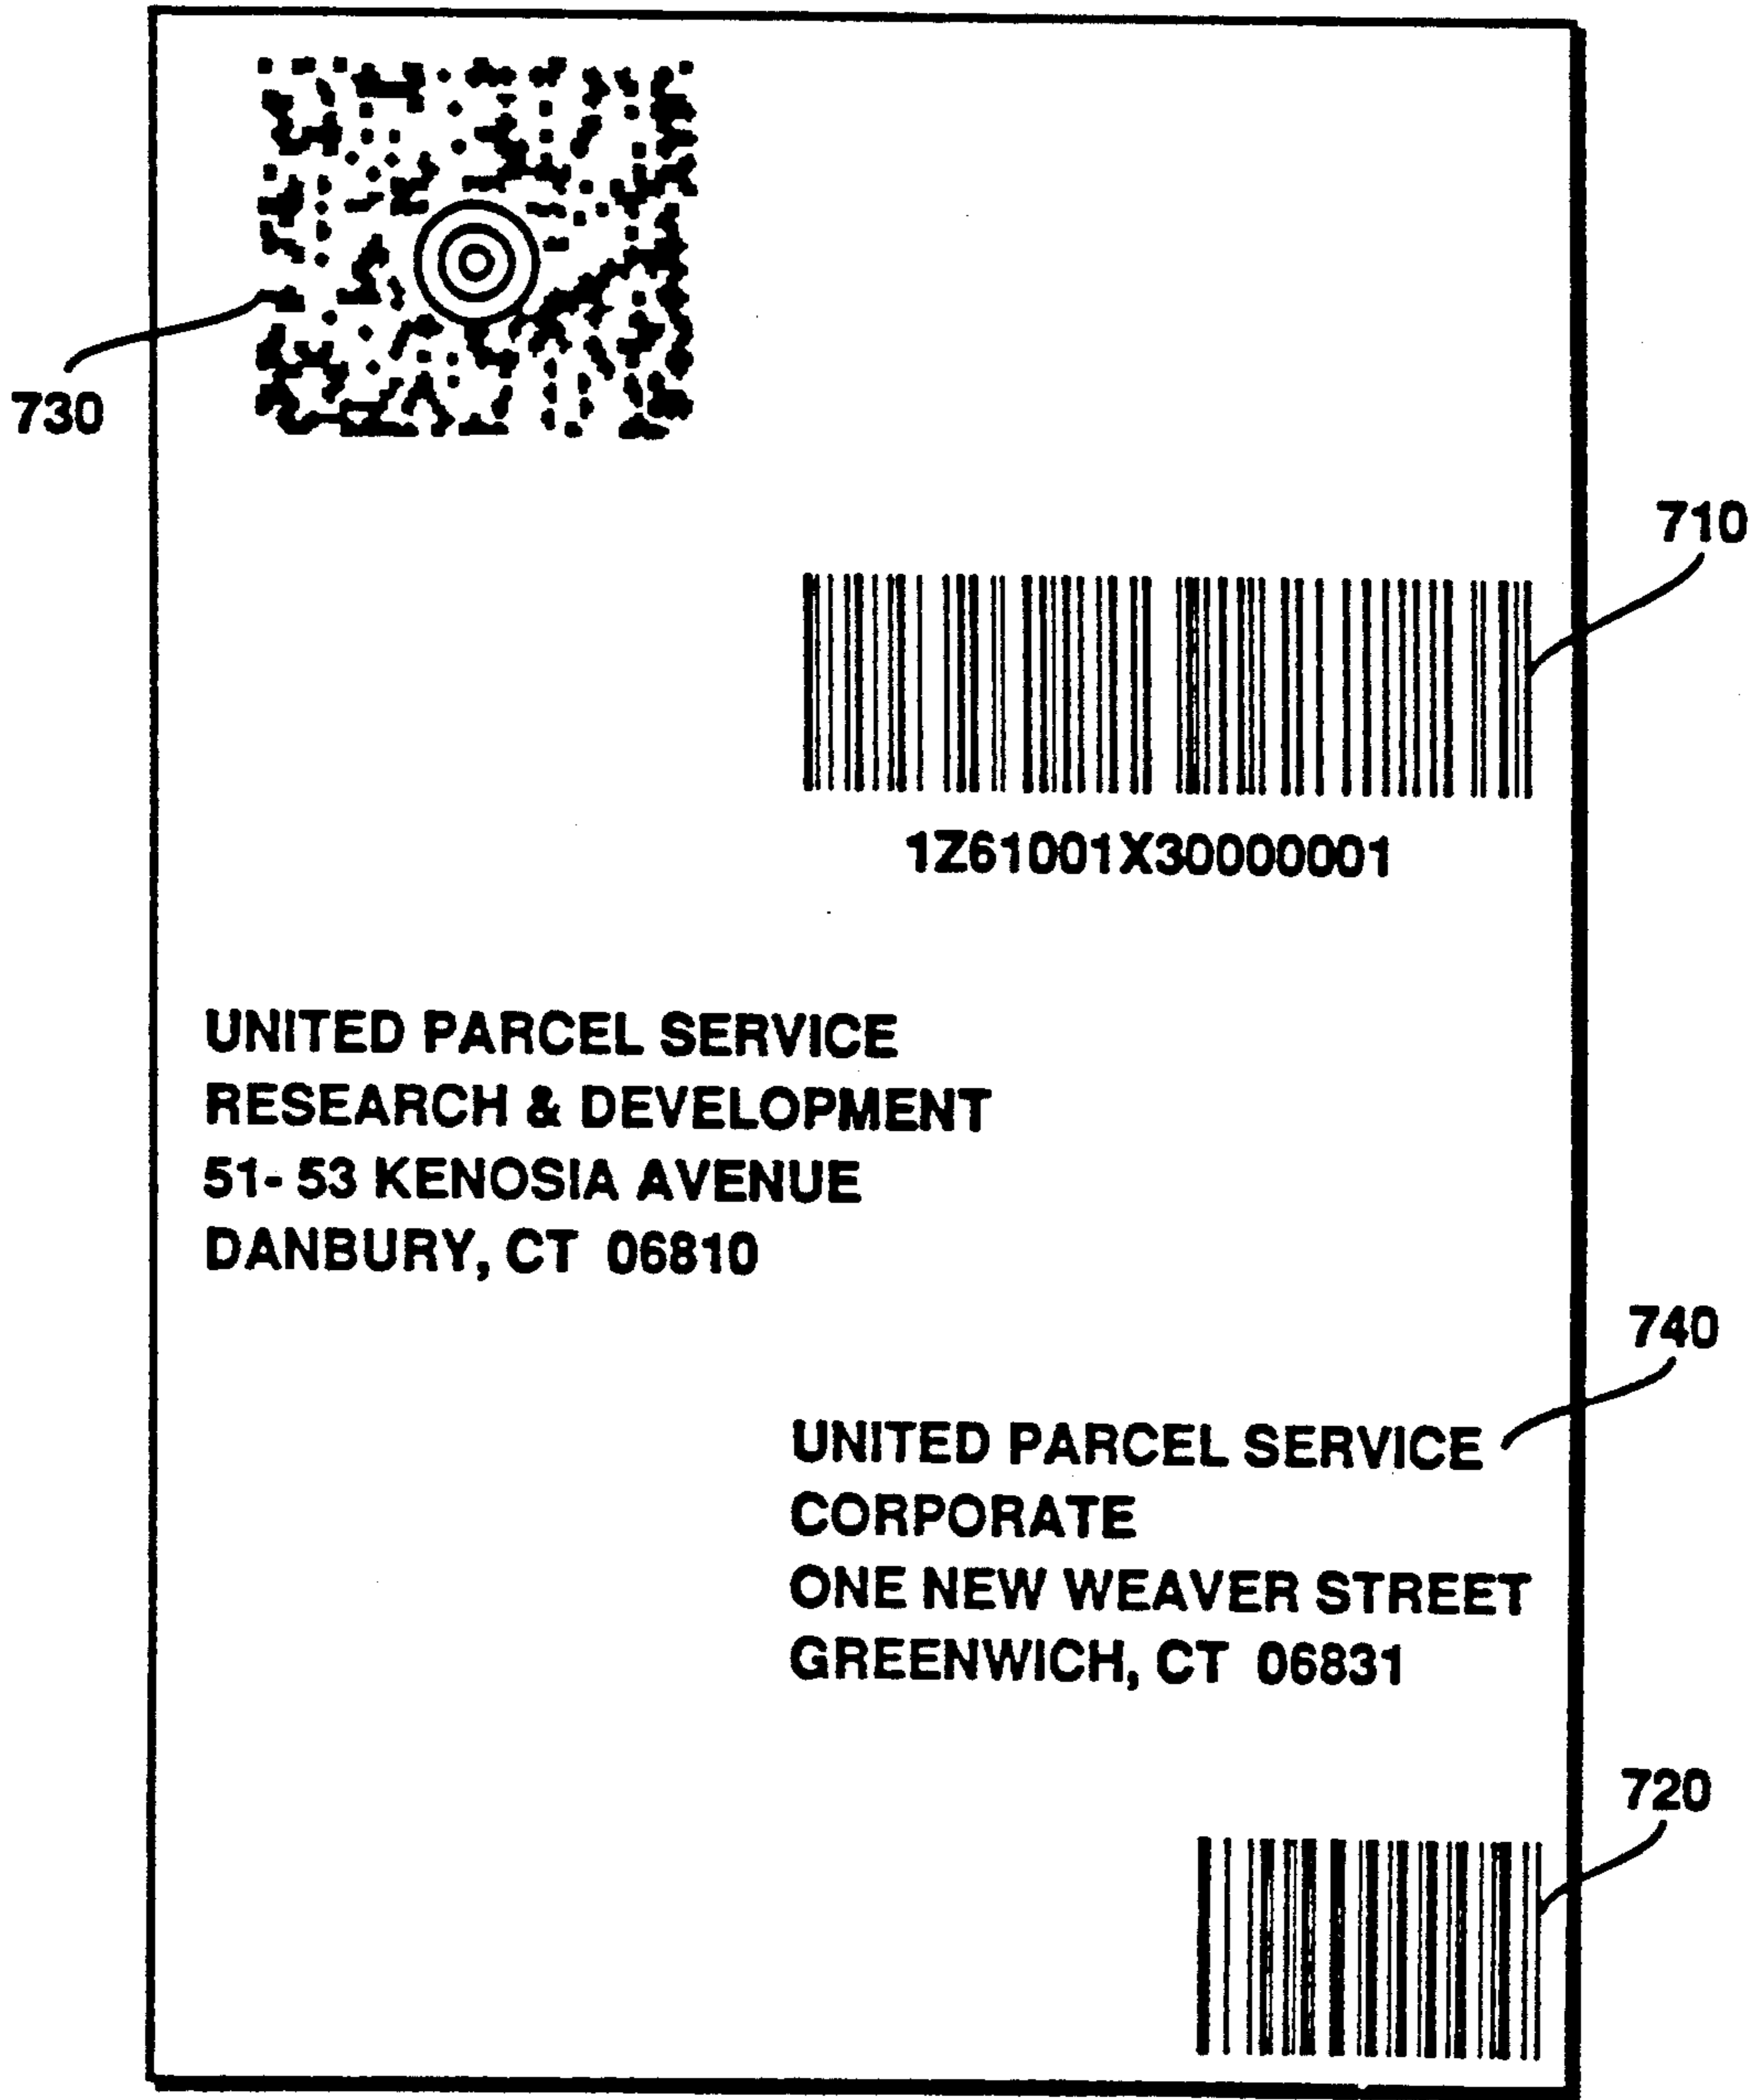 730
710
1Z61001X30000001
UNITED PARCEL SERVICE
RESEARCH & DEVELOPMENT
51- 53 KENOSIA AVENUE
DANBURY, CT 06810
740
UNITED PARCEL SERVICE
CORPORATE
ONE NEW WEAVER STREET
GREENWICH, CT 06831
720